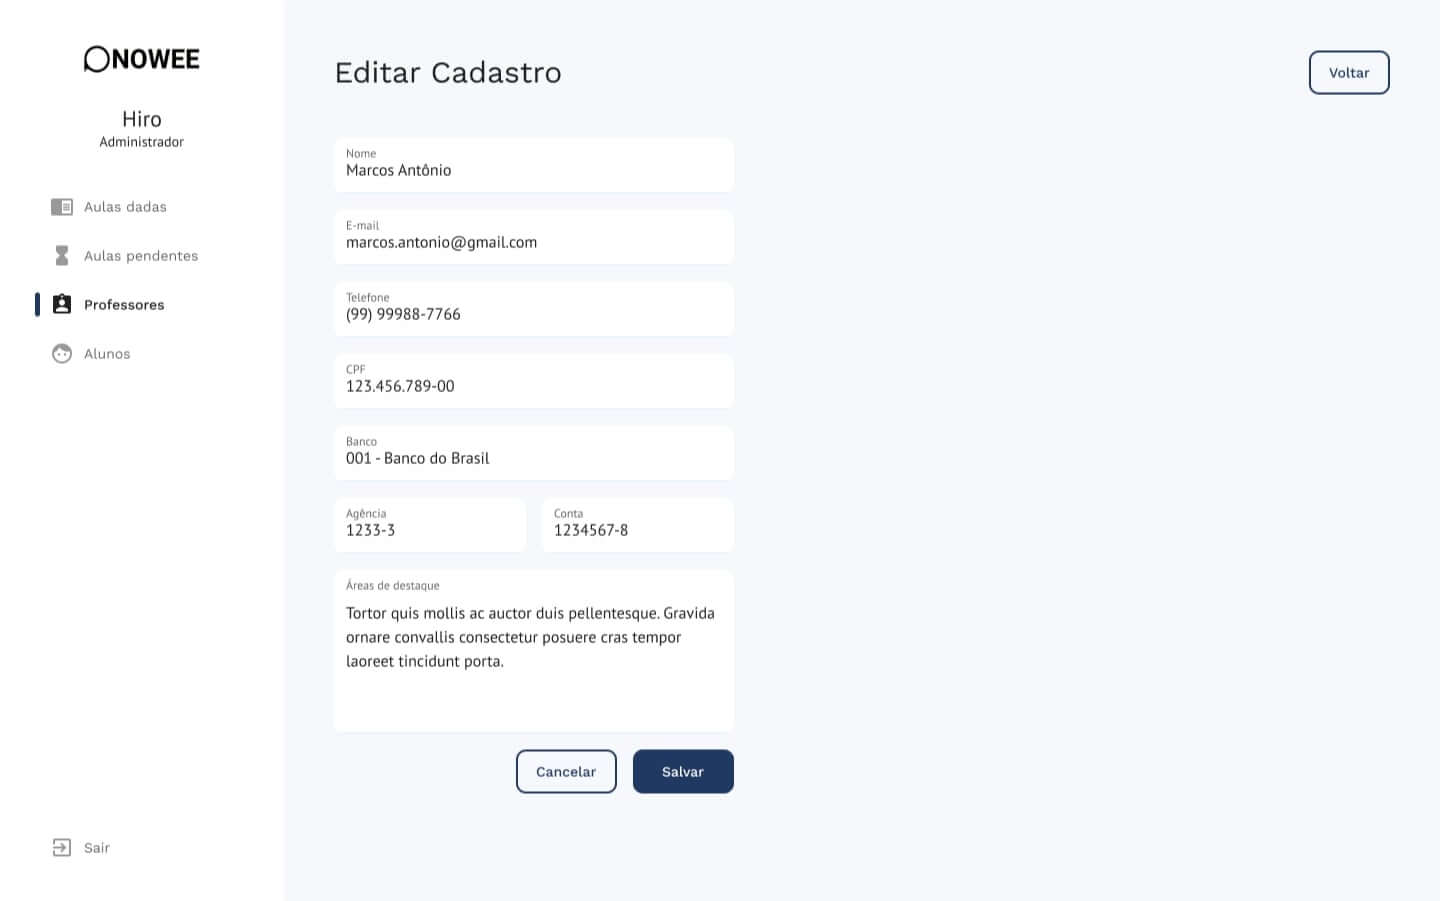 NOWEE
Hiro
Administrador
Aulas dadas
Aulas pendentes
Professores
Alunos
Sair
Editar Cadastro
Voltar
Nome
Marcos Antônio
E-mail
marcos.antonio@gmail.com
Telefone
(99) 99988-7766
CPF
123.456.789-00
Banco
001 - Banco do Brasil
Agência
1233-3
Conta
1234567-8
Áreas de destaque
Tortor quis mollis ac auctor duis pellentesque. Gravida
ornare convallis consectetur posuere cras tempor
laoreet tincidunt porta.
Cancelar
Salvar